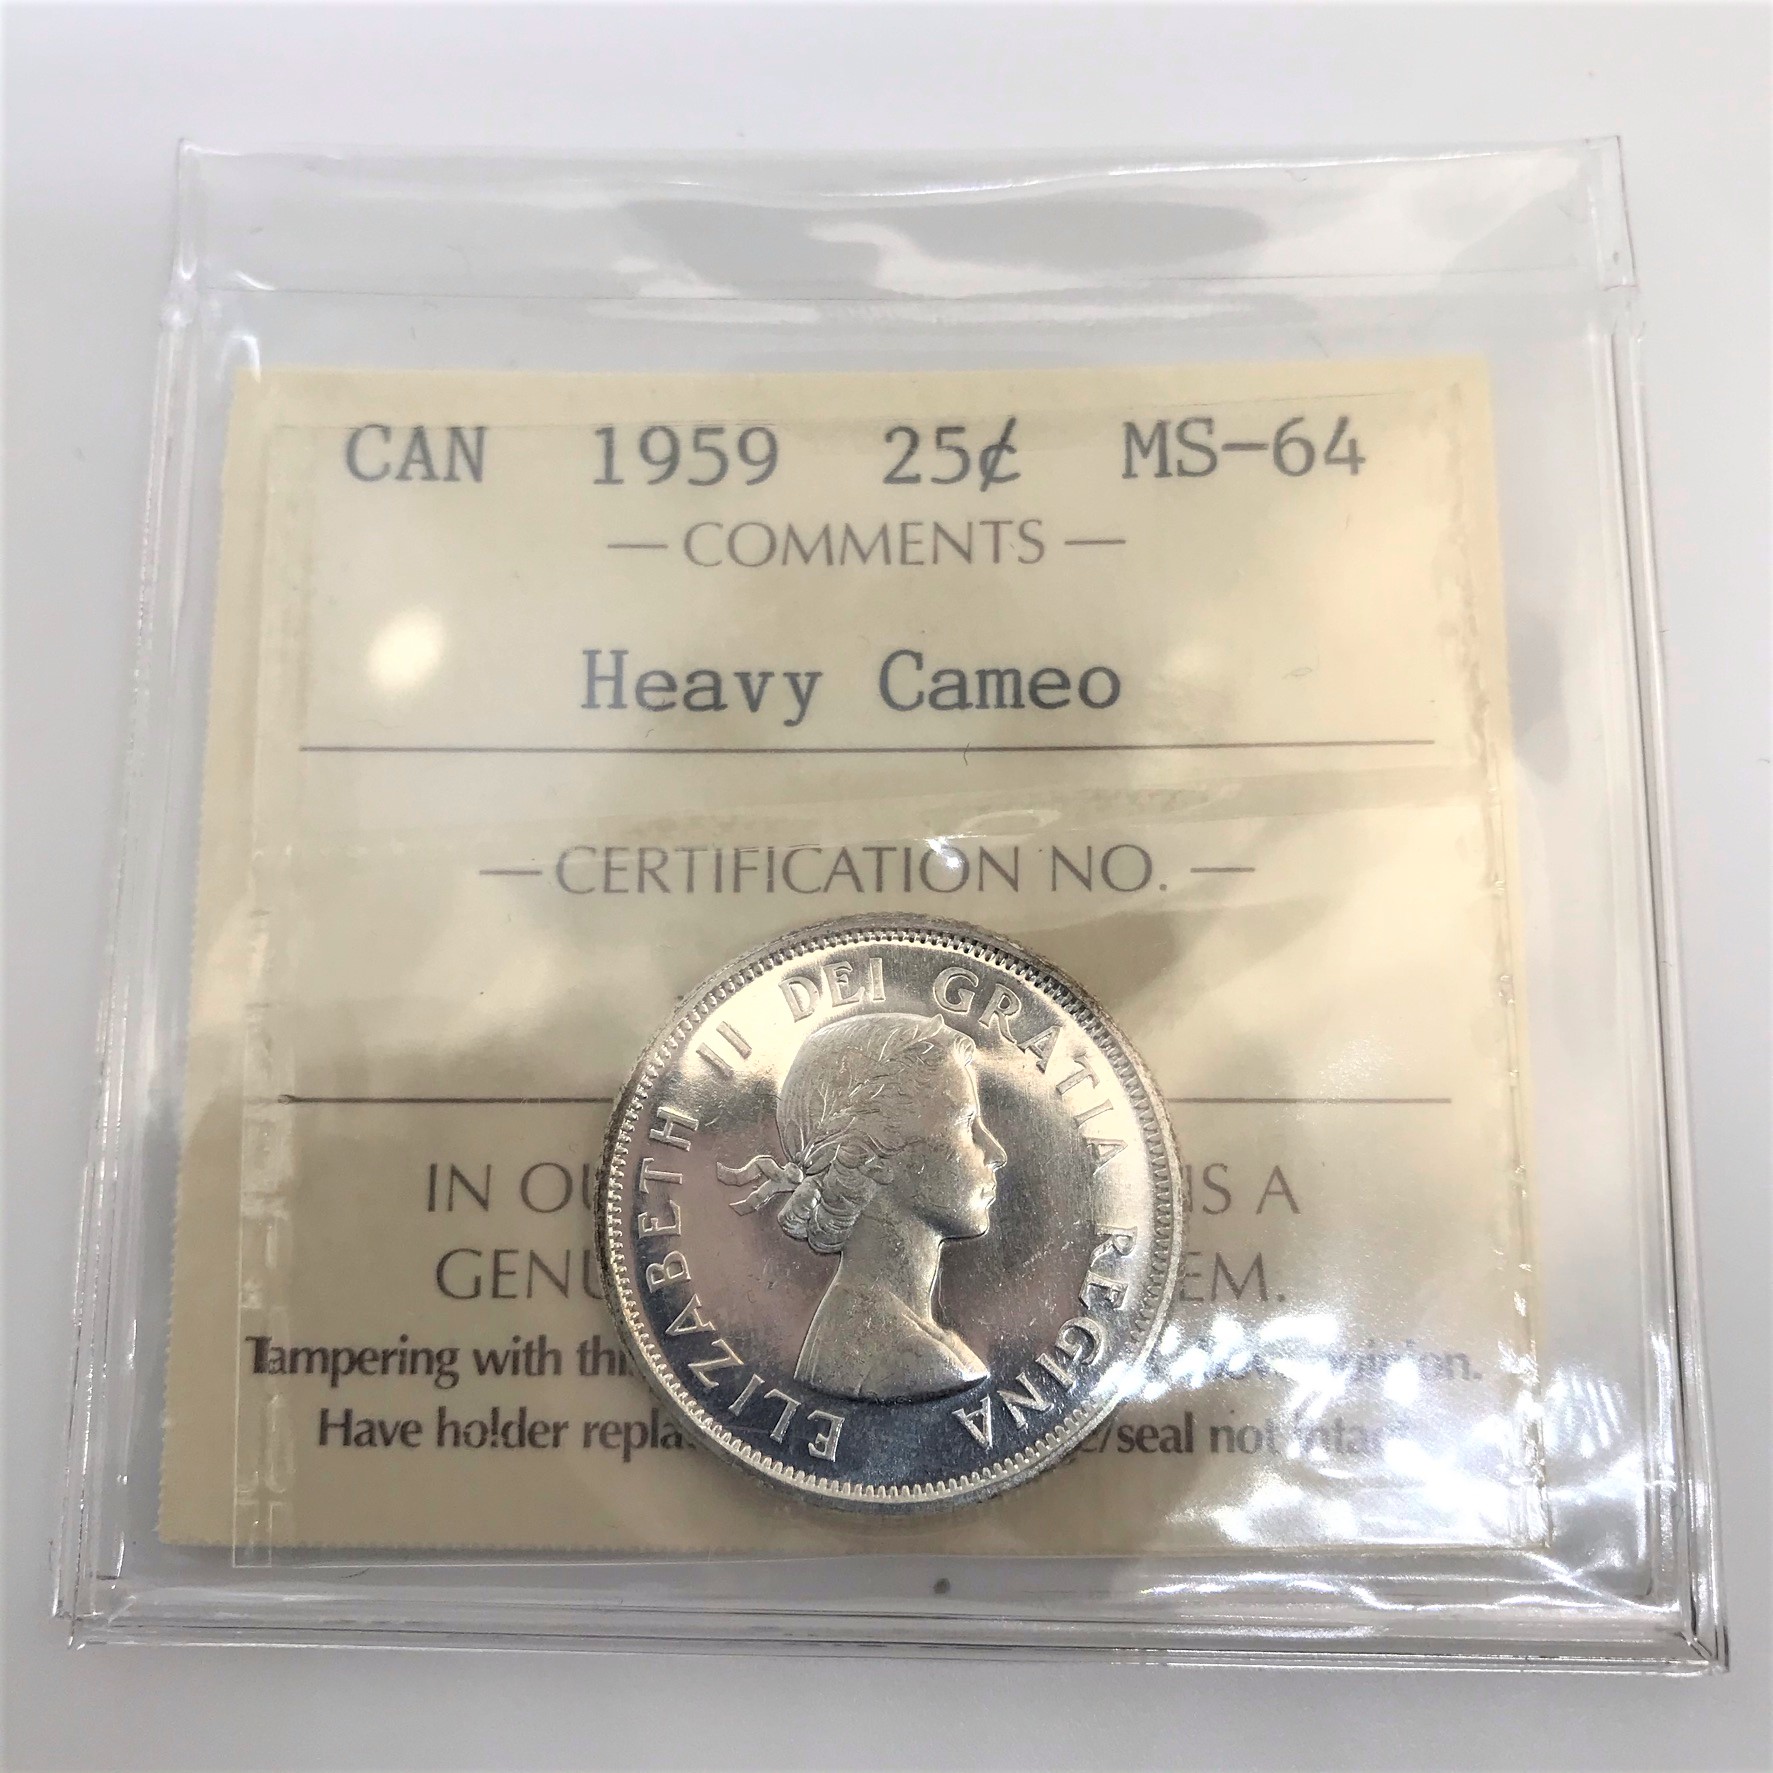 CAN 1959 25¢ MS-64
— COMMENTS —
Heavy Cameo
— CERTIFICATION NO. —
ELIZABETH II DEI GRATIA REGINA
IN OU IS A
GENU EM.
Tampering with thi
Have holder repla /seal not intact